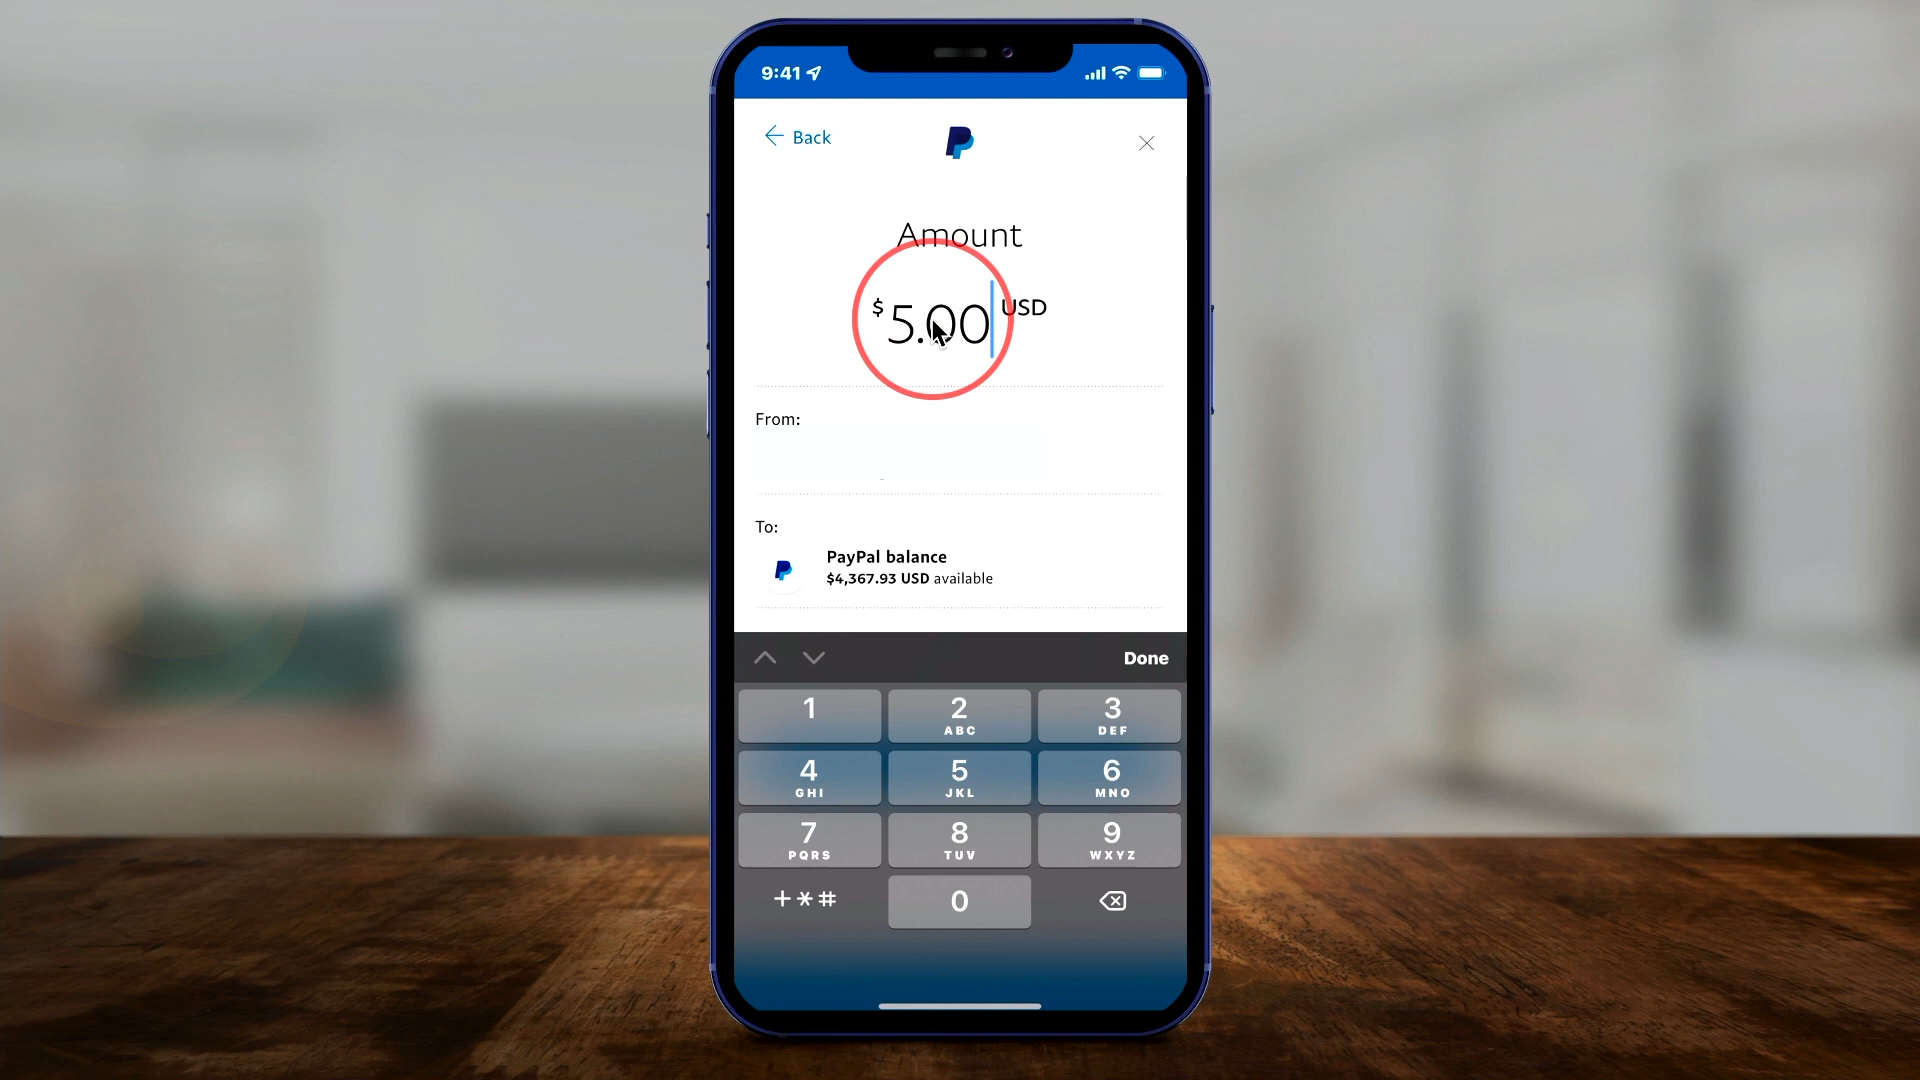 9:41
Back
Amount
$5.00 USD
From:
To:
PayPal balance
$4,367.93 USD available
Done
1
2
ABC
3
DEF
4
GHI
5
JKL
6
MNO
7
PQRS
8
TUV
9
WXYZ
+*#
0